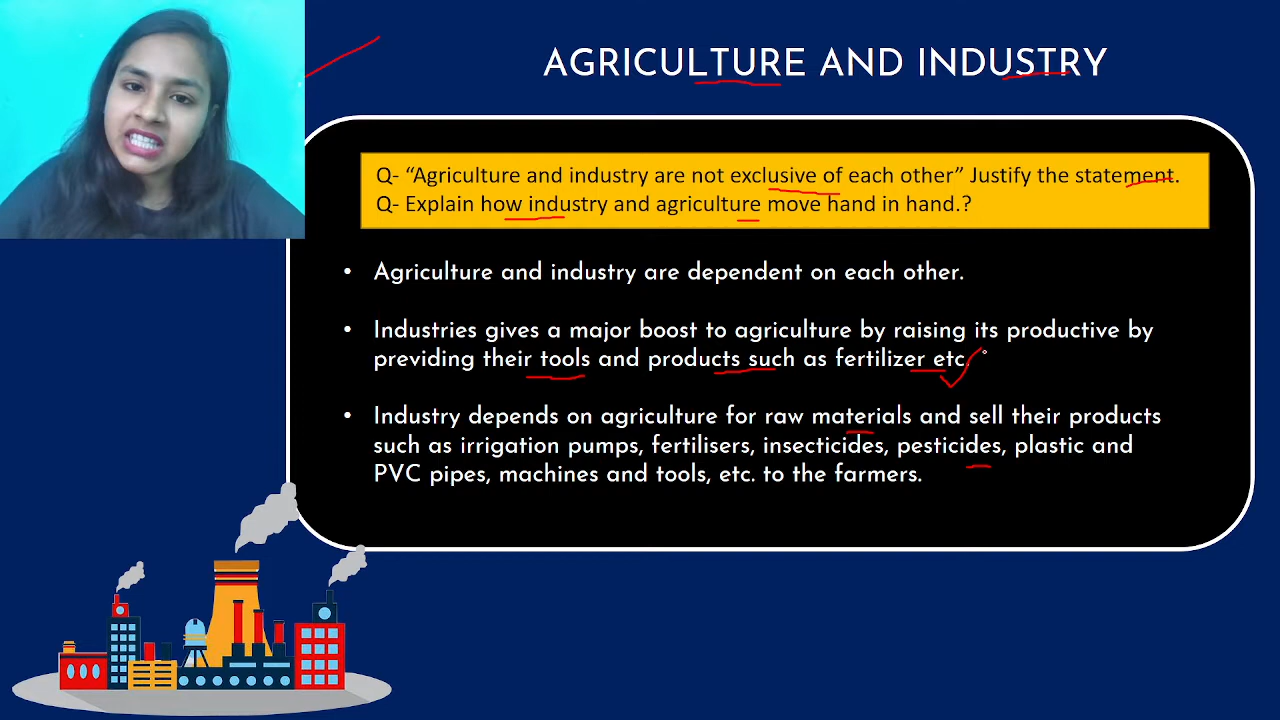 AGRICULTURE AND INDUSTRY
Q- “Agriculture and industry are not exclusive of each other” Justify the statement.
Q- Explain how industry and agriculture move hand in hand.?
• Agriculture and industry are dependent on each other.
• Industries gives a major boost to agriculture by raising its productive by
previding their tools and products such as fertilizer etc.
• Industry depends on agriculture for raw materials and sell their products
such as irrigation pumps, fertilisers, insecticides, pesticides, plastic and
PVC pipes, machines and tools, etc. to the farmers.